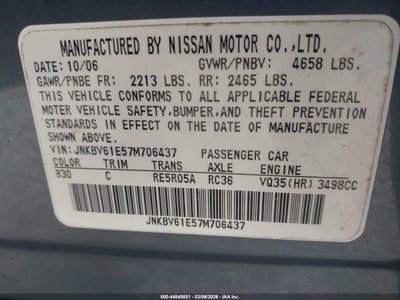 MANUFACTURED BY NISSAN MOTOR CO.,LTD.
DATE: 10/06 GVWR/PNBV: 4658 LBS.
GAWR/PNBE FR: 2213 LBS. RR: 2465 LBS.
THIS VEHICLE CONFORMS TO ALL APPLICABLE FEDERAL
MOTOR VEHICLE SAFETY, BUMPER, AND THEFT PREVENTION
STANDARDS IN EFFECT ON THE DATE OF MANUFACTURE
SHOWN ABOVE.
VIN: JNKBV61E57M706437 PASSENGER CAR
COLOR TRIM TRANS AXLE ENGINE
B30 C RE5R05A RC36 VQ35(HR) 3498CC
JNKBV61E57M706437
000-44545851 - 03/06/2026 - IAA